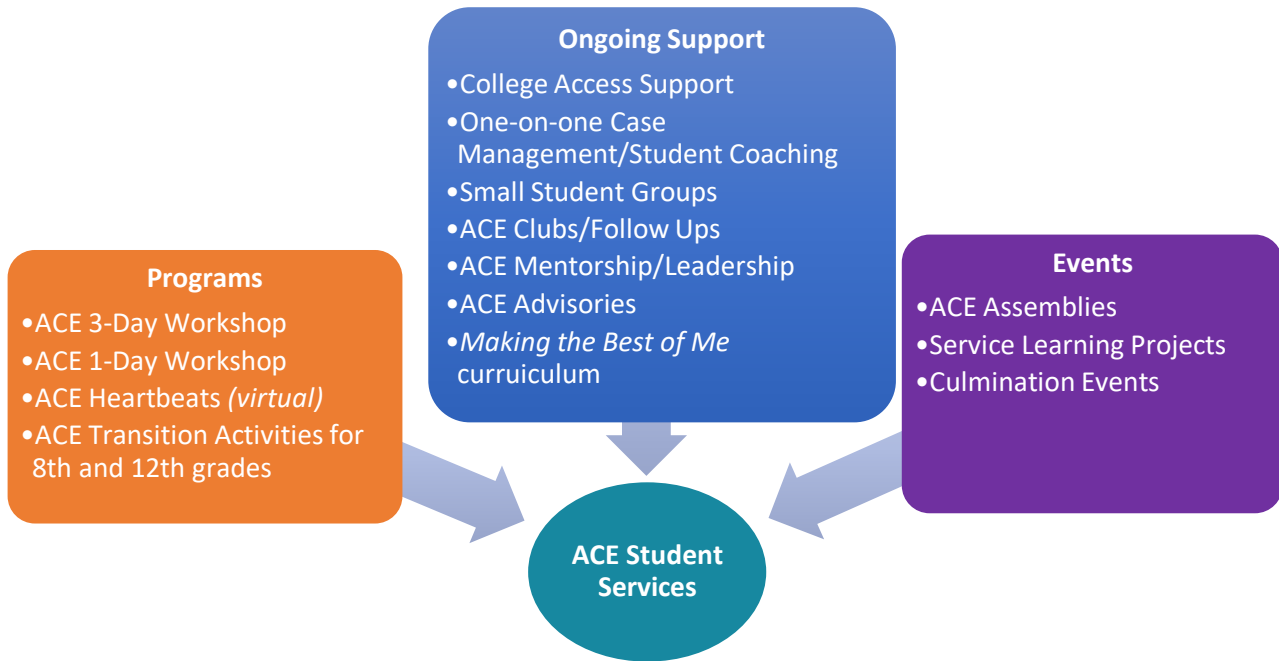 Ongoing Support
•College Access Support
•One-on-one Case
Management/Student Coaching
•Small Student Groups
•ACE Clubs/Follow Ups
•ACE Mentorship/Leadership
•ACE Advisories
•Making the Best of Me
curruiculum
Programs
•ACE 3-Day Workshop
•ACE 1-Day Workshop
•ACE Heartbeats (virtual)
•ACE Transition Activities for
8th and 12th grades
Events
•ACE Assemblies
•Service Learning Projects
•Culmination Events
ACE Student
Services